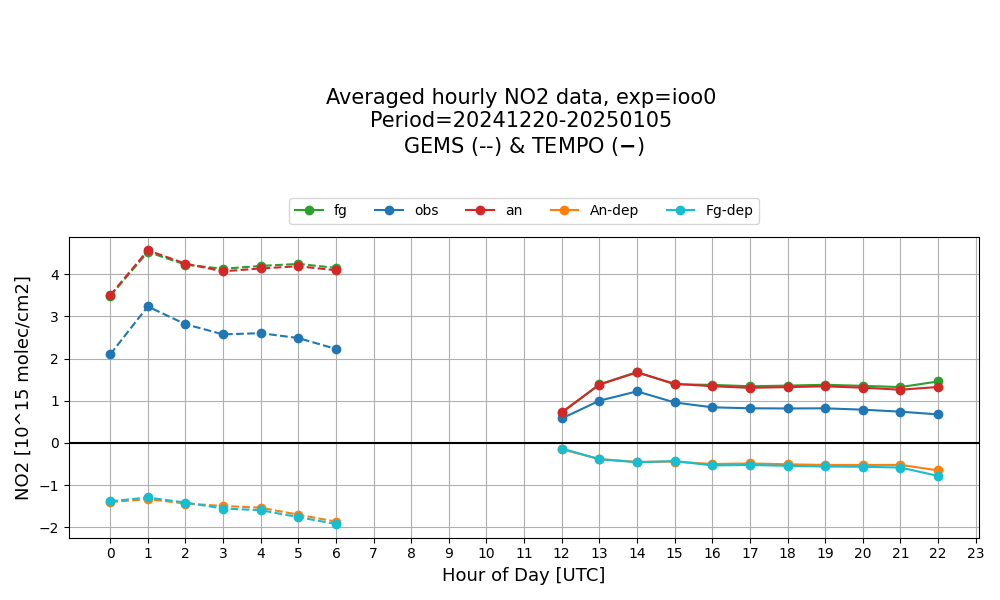 Averaged hourly NO2 data, exp=ioo0
Period=20241220-20250105
GEMS (--) & TEMPO (−)
fg obs an An-dep Fg-dep
NO2 [10^15 molec/cm2]
4
3
2
1
0
−1
−2
0 1 2 3 4 5 6 7 8 9 10 11 12 13 14 15 16 17 18 19 20 21 22 23
Hour of Day [UTC]